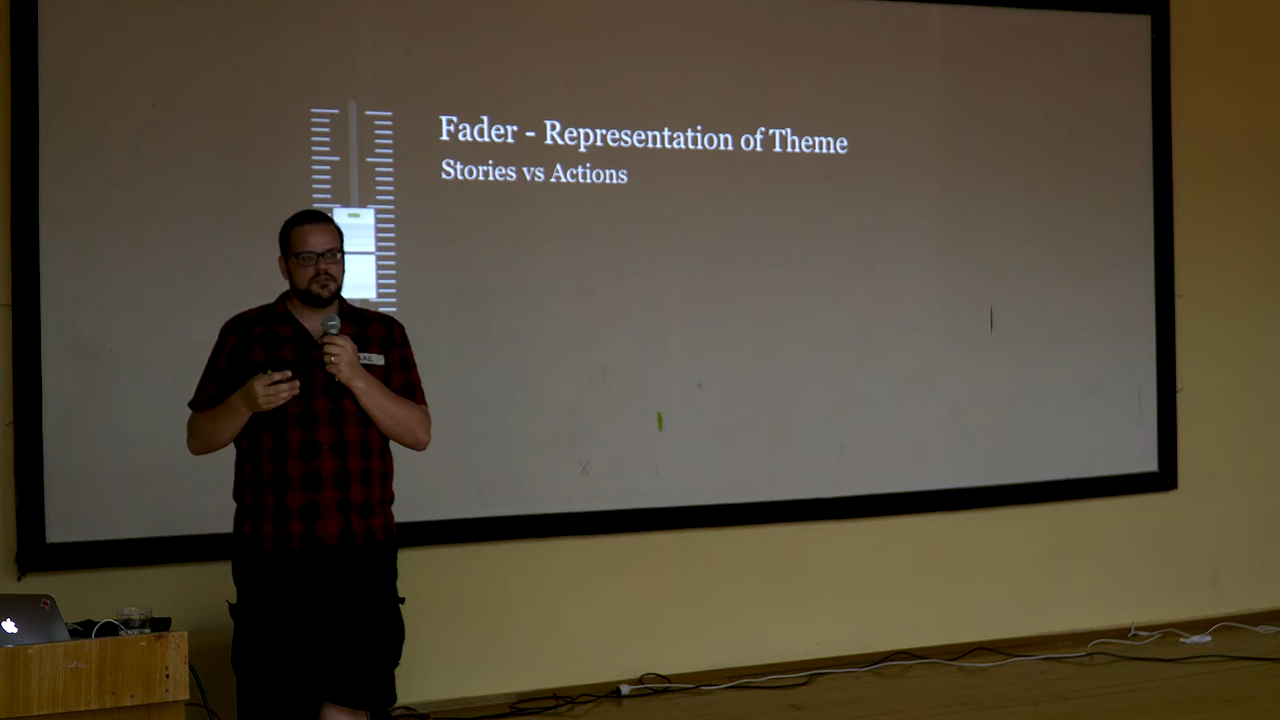 Fader - Representation of Theme
Stories vs Actions